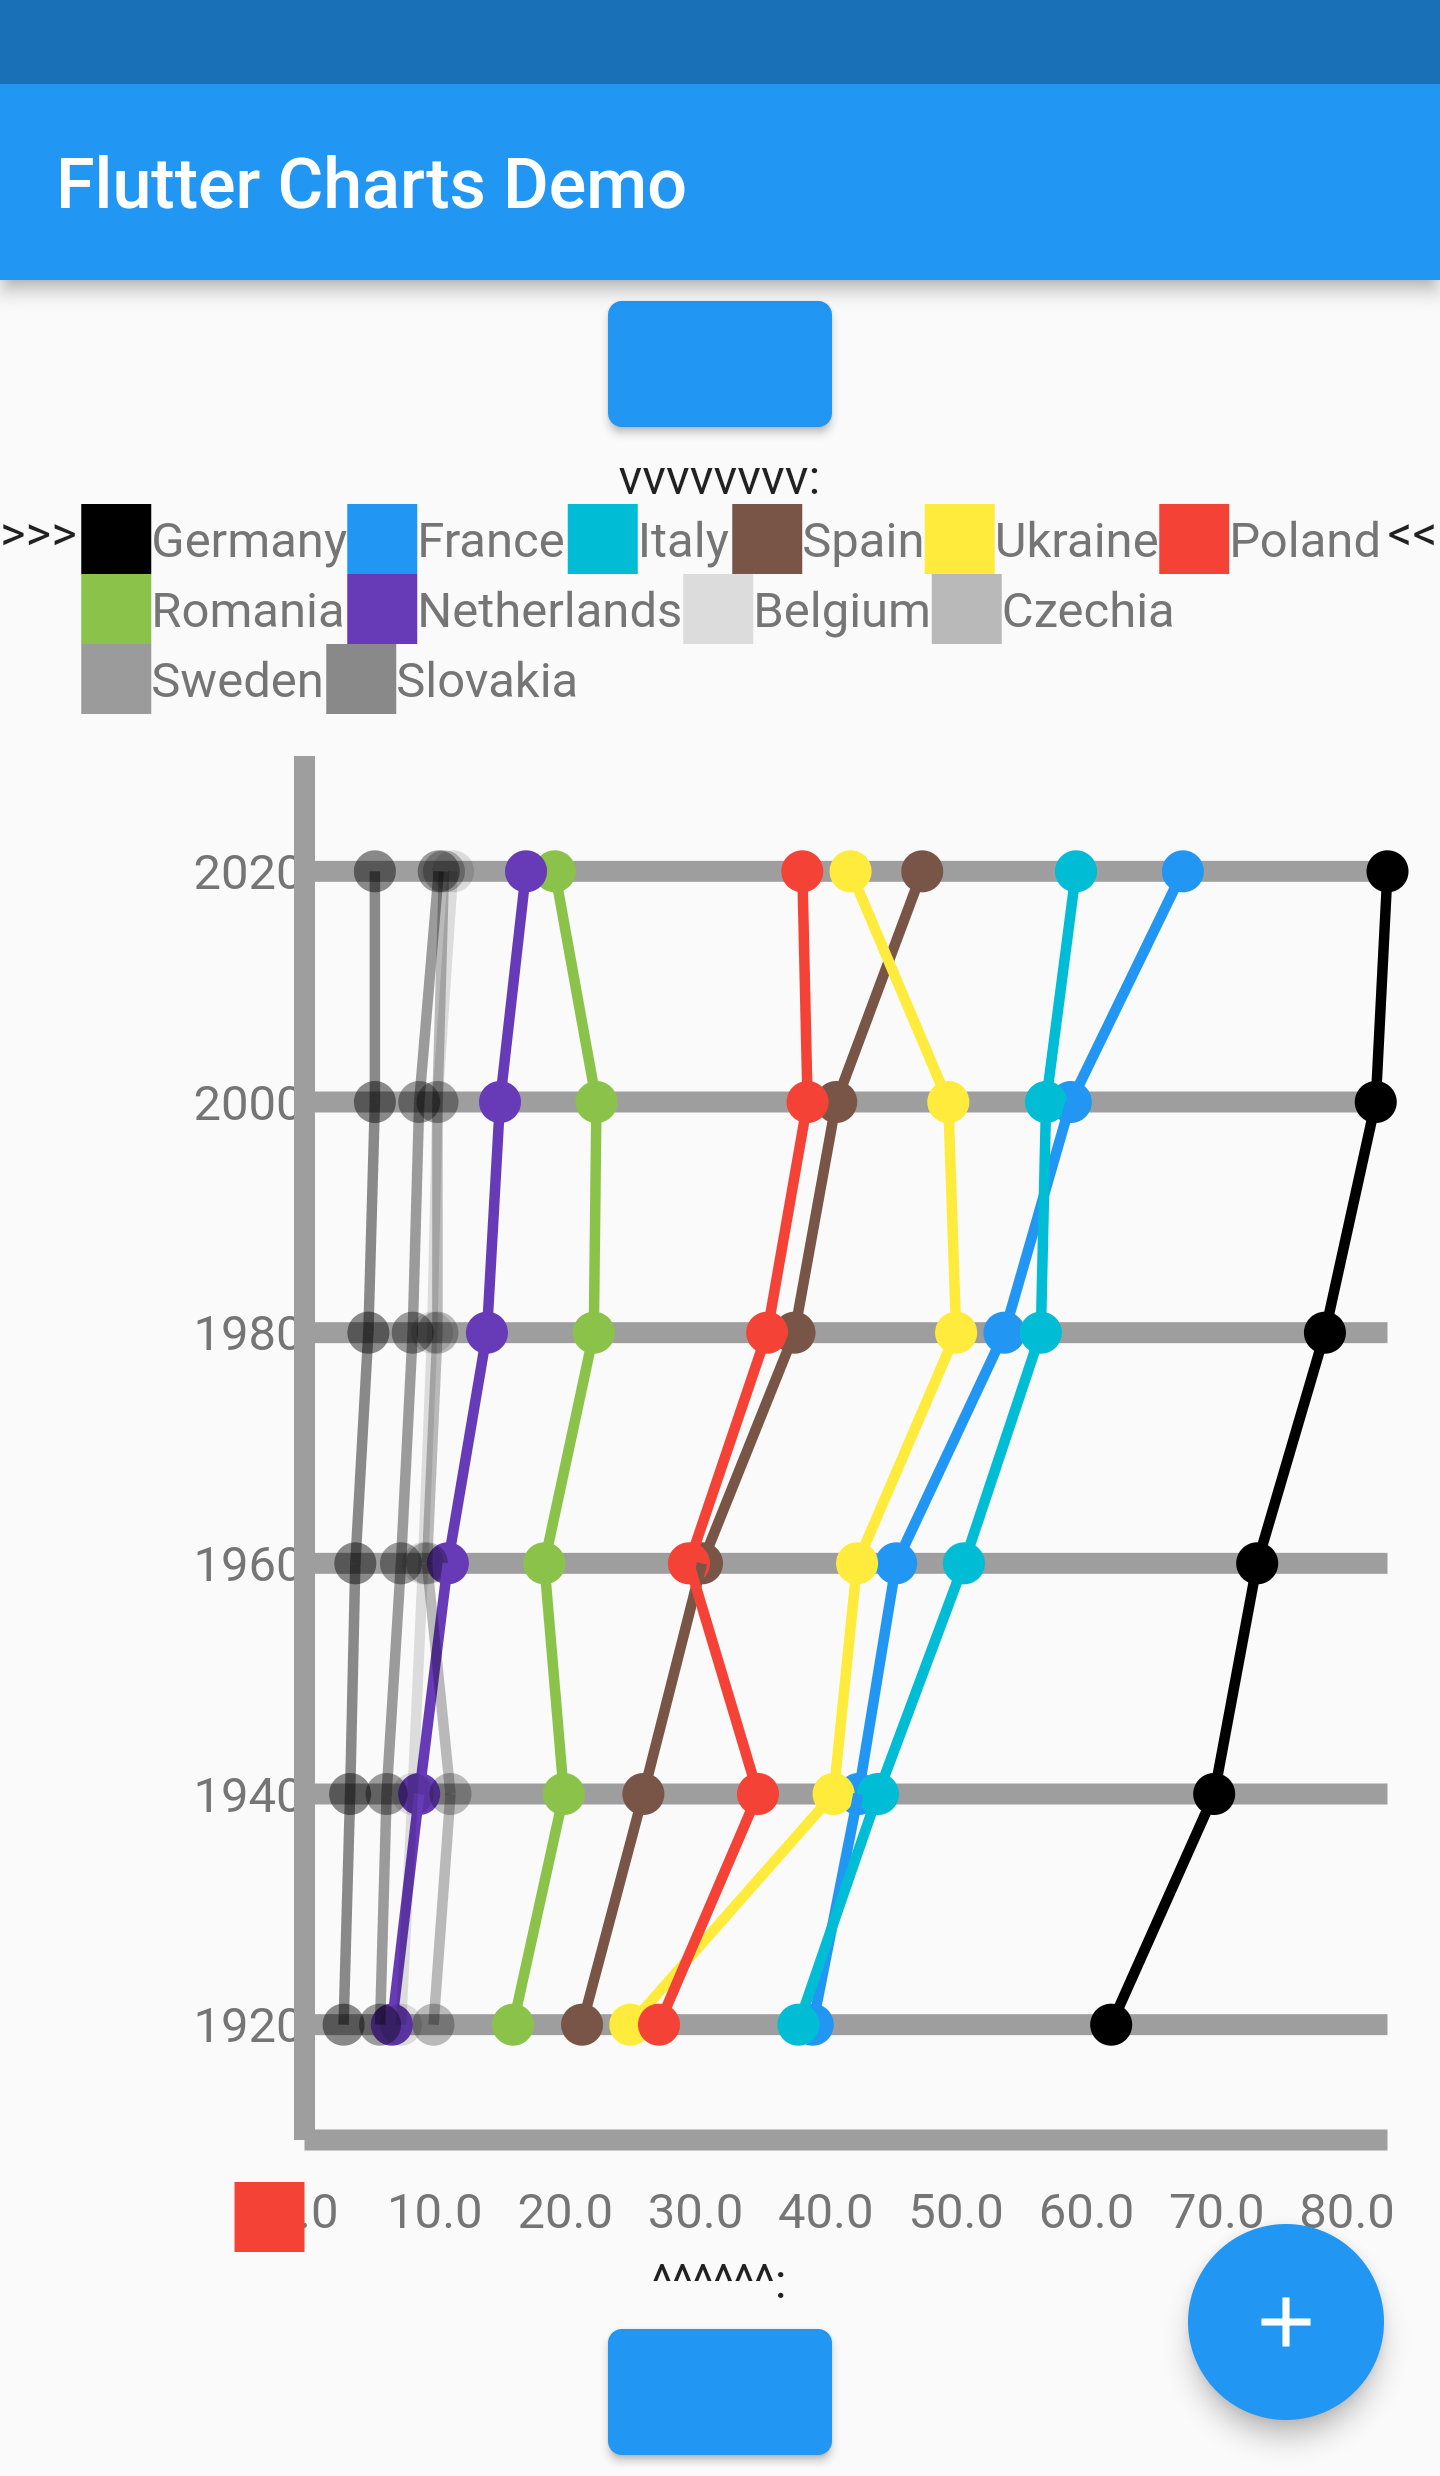 Flutter Charts Demo
vvvvvvvv:
>>> Germany France Italy Spain Ukraine Poland <<
Romania Netherlands Belgium Czechia
Sweden Slovakia
2020
2000
1980
1960
1940
1920
.0 10.0 20.0 30.0 40.0 50.0 60.0 70.0 80.0
^^^^^^:
+